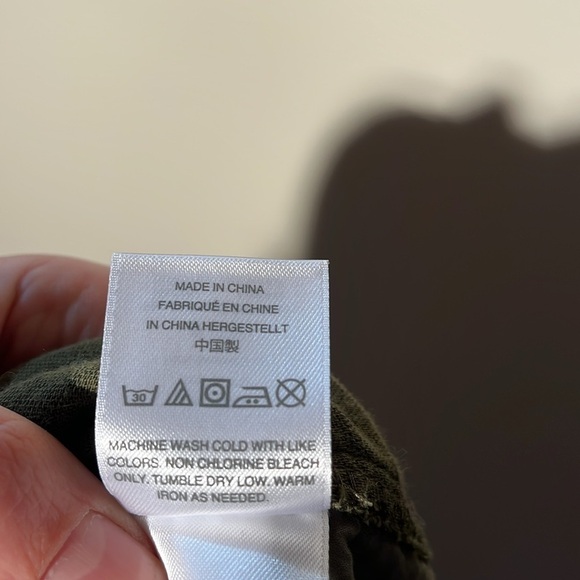 MADE IN CHINA
FABRIQUÉ EN CHINE
IN CHINA HERGESTELLT
中国製
30
MACHINE WASH COLD WITH LIKE
COLORS. NON CHLORINE BLEACH
ONLY. TUMBLE DRY LOW. WARM
IRON AS NEEDED.